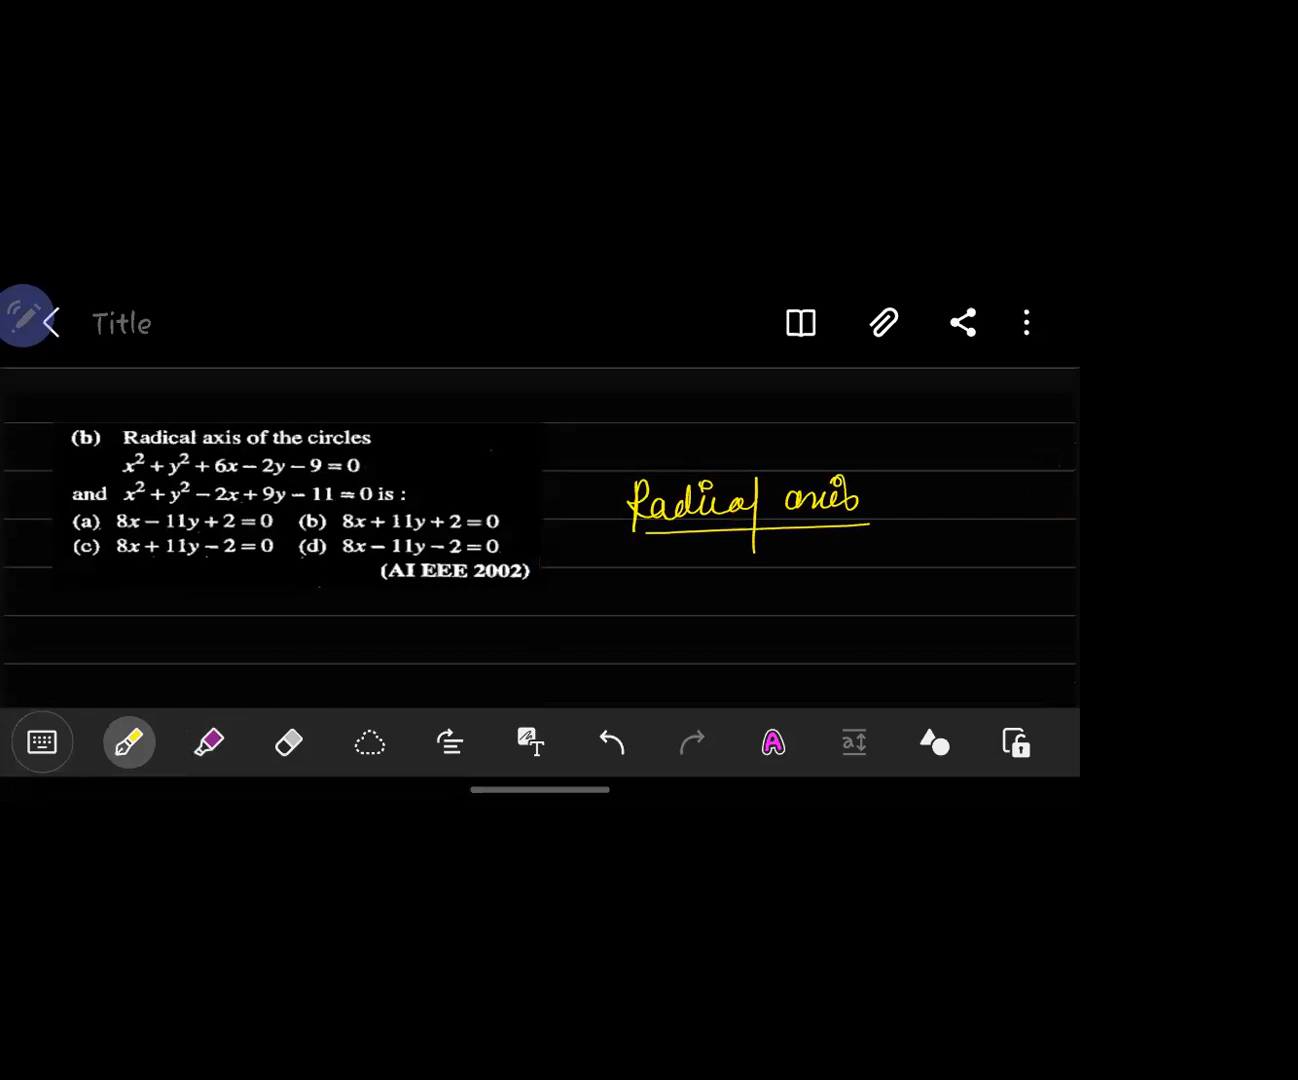 Title
(b) Radical axis of the circles
x² + y² + 6x – 2y – 9 = 0
and x² + y² – 2x + 9y – 11 = 0 is :
(a) 8x – 11y + 2 = 0 (b) 8x + 11y + 2 = 0
(c) 8x + 11y – 2 = 0 (d) 8x – 11y – 2 = 0
(AI EEE 2002)
Radical axis